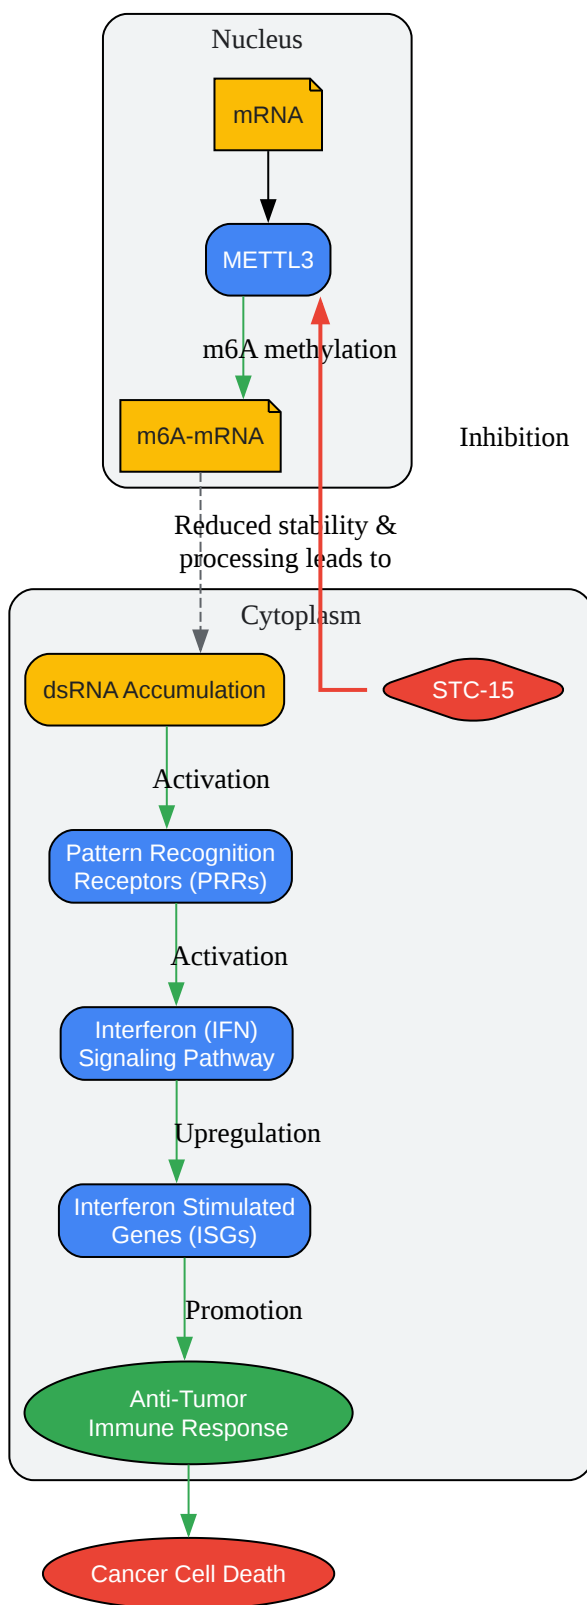 Nucleus
mRNA
METTL3
m6A methylation
m6A-mRNA
Inhibition
Reduced stability &
processing leads to
Cytoplasm
dsRNA Accumulation
STC-15
Activation
Pattern Recognition
Receptors (PRRs)
Activation
Interferon (IFN)
Signaling Pathway
Upregulation
Interferon Stimulated
Genes (ISGs)
Promotion
Anti-Tumor
Immune Response
Cancer Cell Death